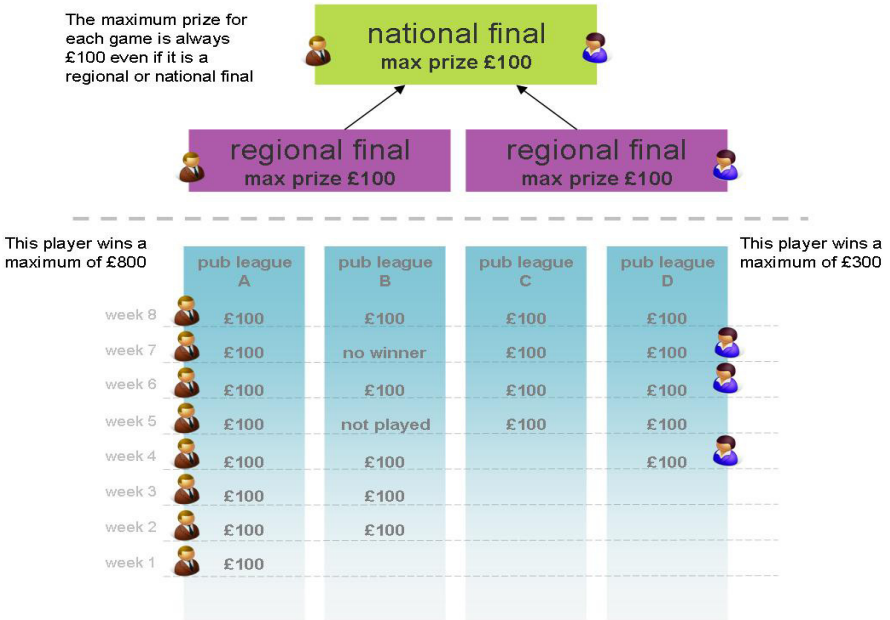 The maximum prize for
each game is always
£100 even if it is a
regional or national final
national final
max prize £100
regional final
max prize £100
regional final
max prize £100
This player wins a
maximum of £800
This player wins a
maximum of £300
pub league
A
pub league
B
pub league
C
pub league
D
week 8 £100 £100 £100 £100
week 7 £100 no winner £100 £100
week 6 £100 £100 £100 £100
week 5 £100 not played £100 £100
week 4 £100 £100 £100
week 3 £100 £100
week 2 £100 £100
week 1 £100